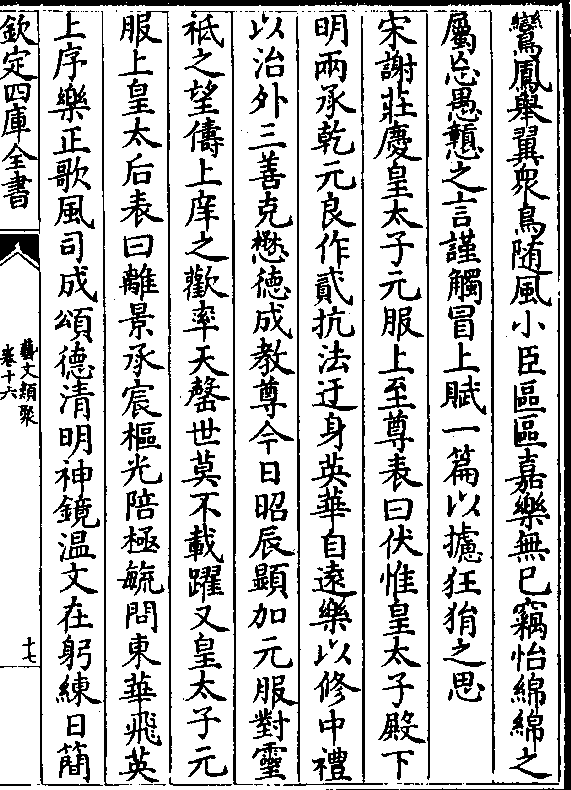 鸞鳳舉翼衆鳥随風小臣區區嘉樂無已竊怡綿綿之
屬忘愚戇之言謹觸冒上賦一篇以攄狂狷之思
宋謝莊慶皇太子元服上至尊表曰伏惟皇太子殿下
明兩承乾元良作貳抗法迂身英華自遠樂以修中禮
以治外三善克懋德成教尊今日昭辰顯加元服對靈
祗之望儔上庠之歡率天罄世莫不載躍又皇太子元
服上皇太后表曰離景承宸樞光陪極毓問東華飛英
上序樂正歌風司成頌德清明神鏡温文在躬練日簡
欽定四庫全書
藝文類聚
卷十六
十七